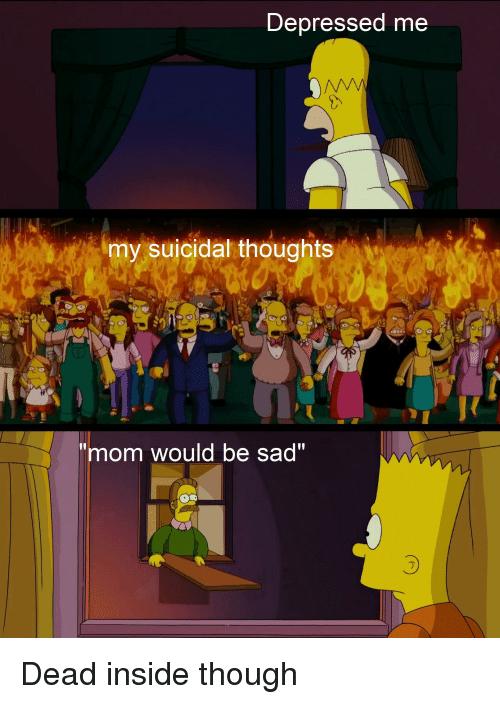 Depressed me
my suicidal thoughts
"mom would be sad"
Dead inside though